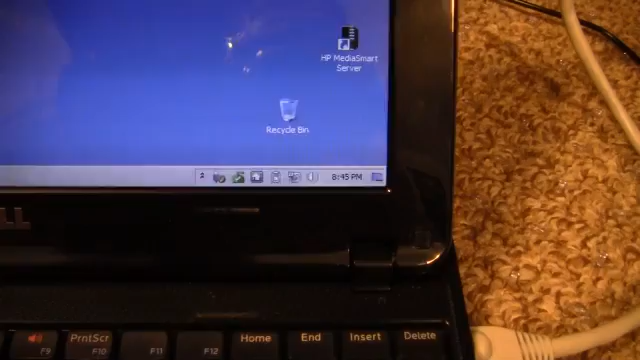 HP MediaSmart
Server
Recycle Bin
8:45 PM
PrntScr
Home
End
Insert
Delete
F9
F10
F11
F12